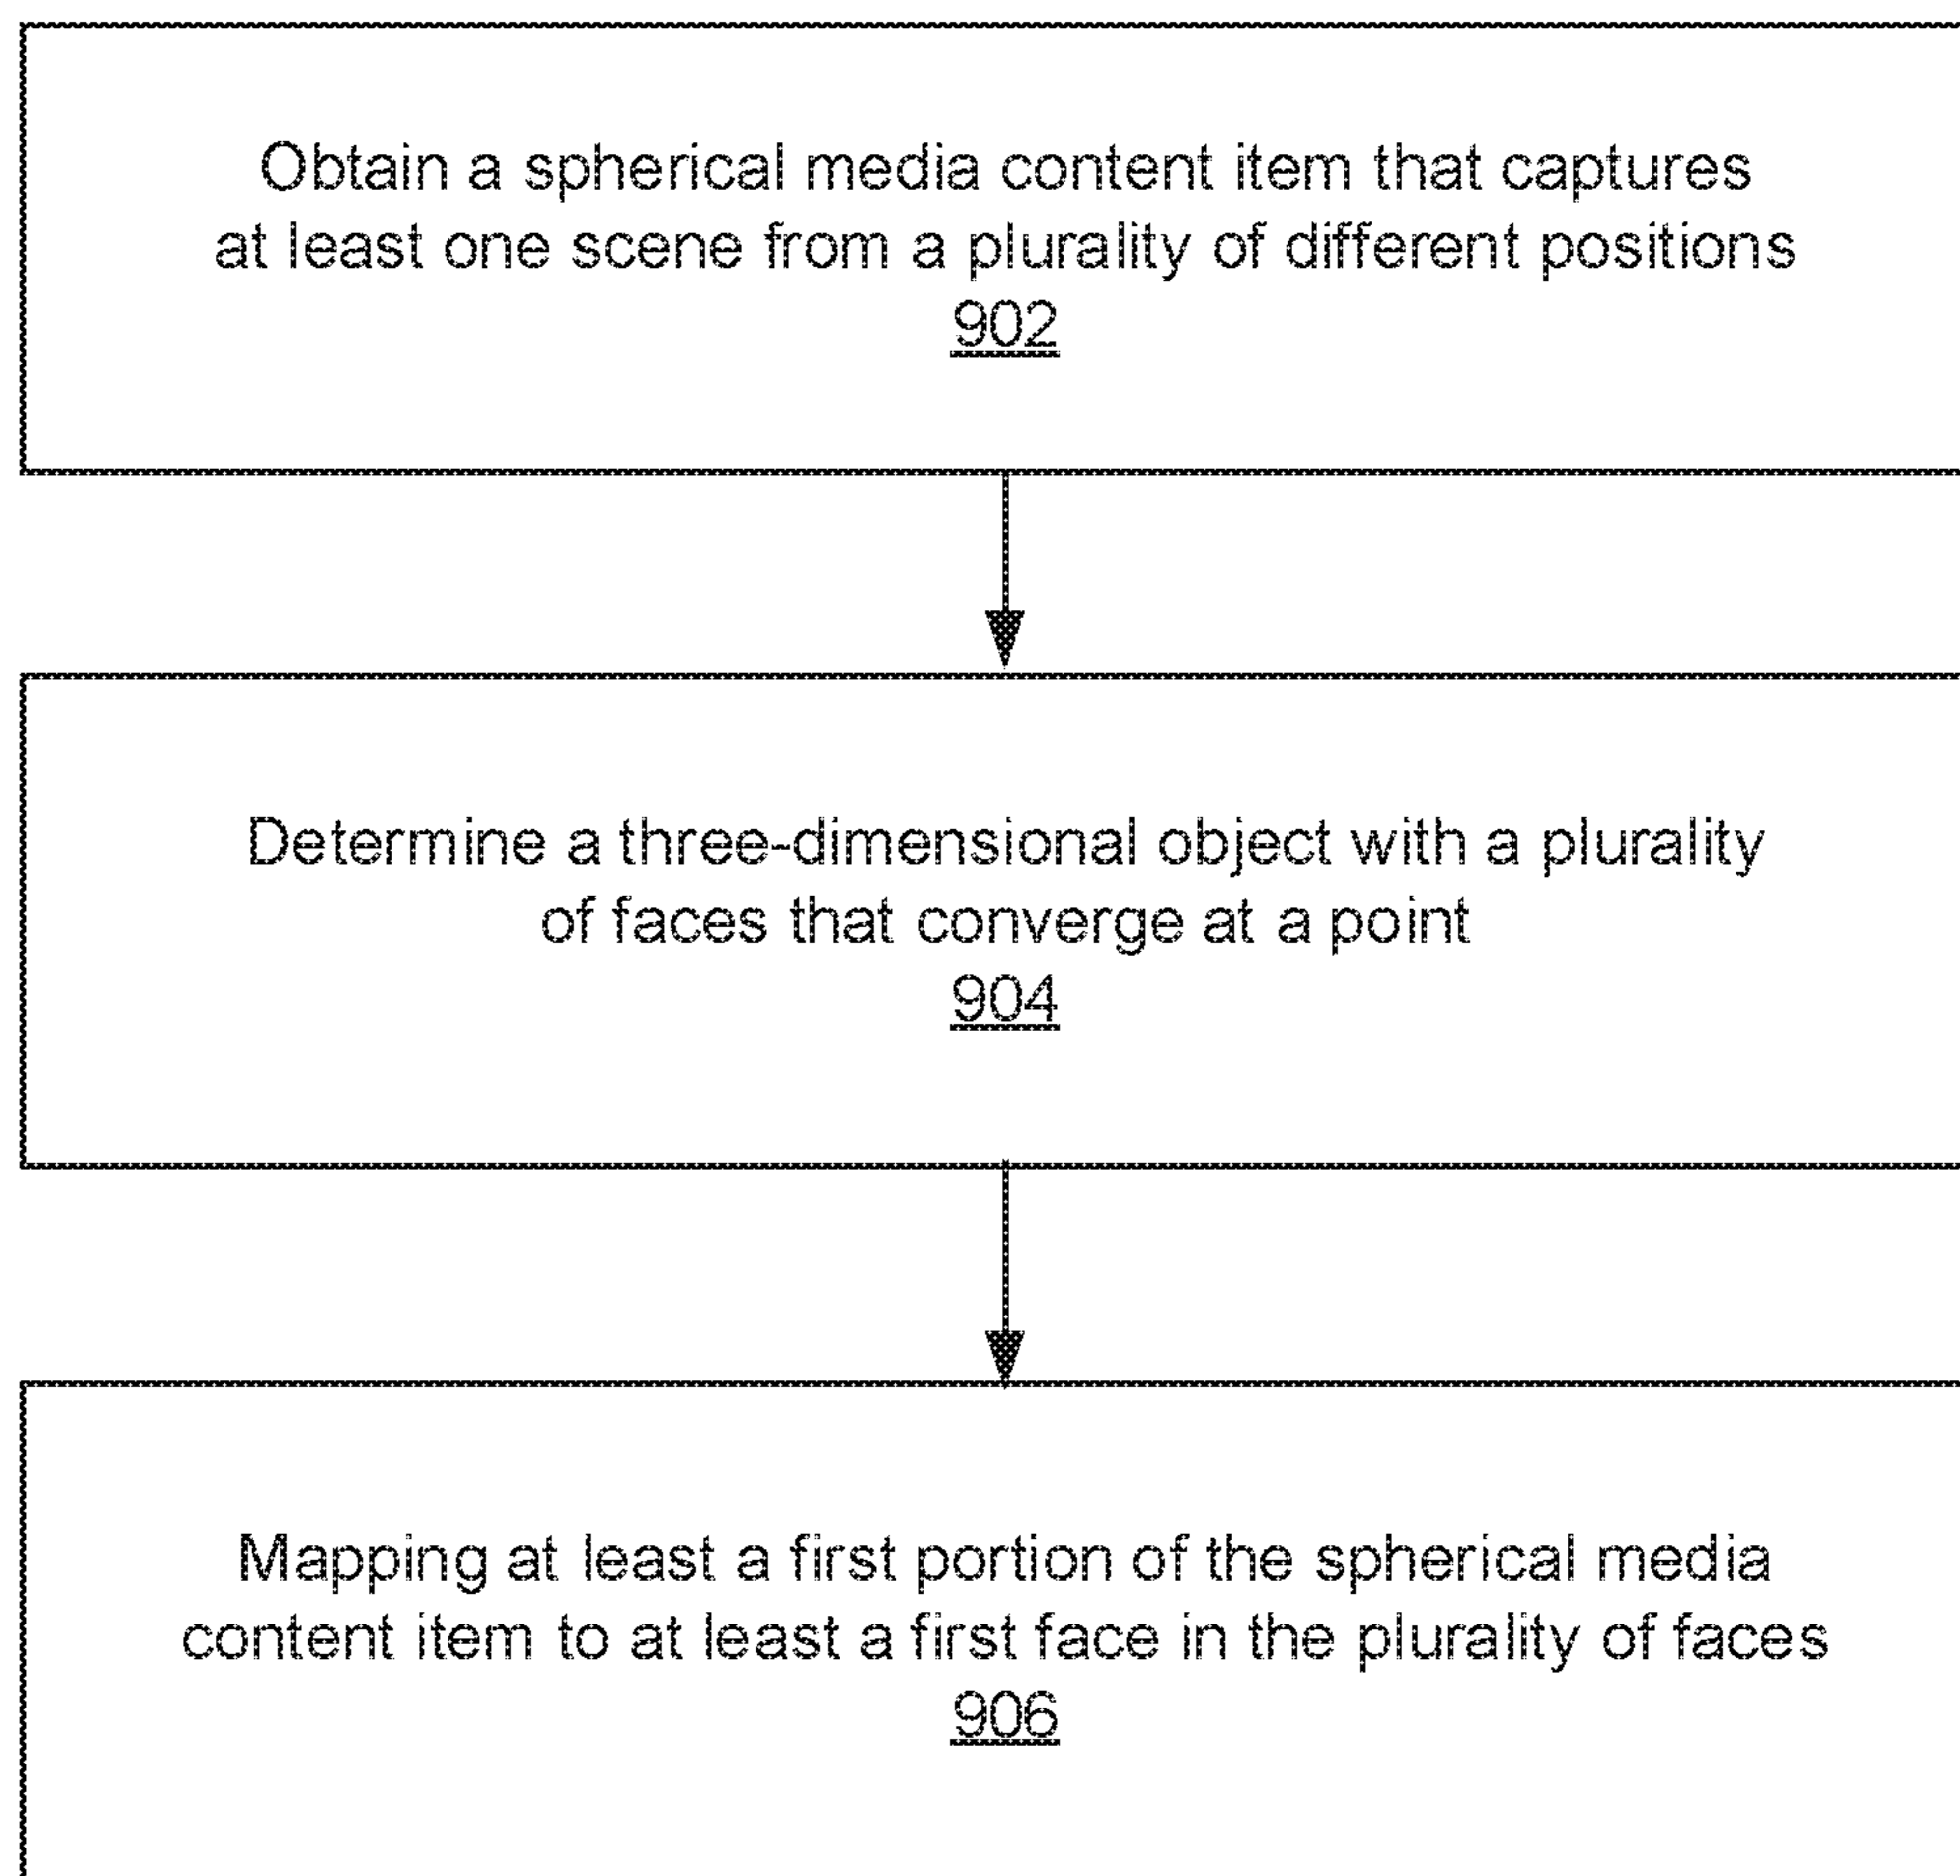 Obtain a spherical media content item that captures
at least one scene from a plurality of different positions
902
Determine a three-dimensional object with a plurality
of faces that converge at a point
904
Mapping at least a first portion of the spherical media
content item to at least a first face in the plurality of faces
906